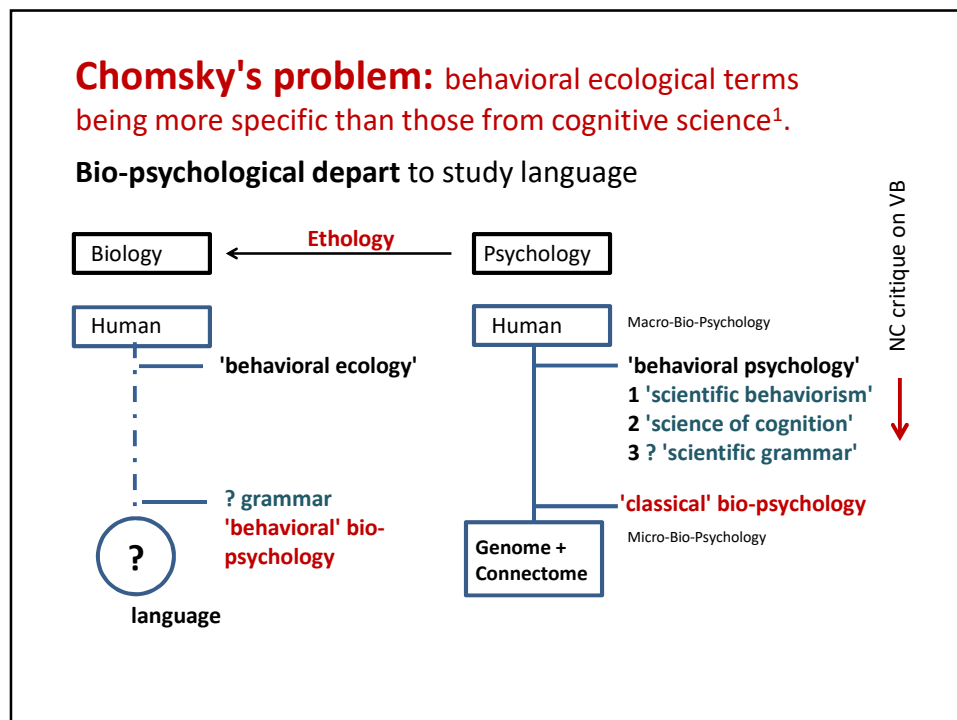 Chomsky's problem: behavioral ecological terms
being more specific than those from cognitive science¹.
Bio-psychological depart to study language
NC critique on VB
Biology
Ethology
Psychology
Human
'behavioral ecology'
? grammar
'behavioral' bio-
psychology
?
language
Human
Macro-Bio-Psychology
'behavioral psychology'
1 'scientific behaviorism'
2 'science of cognition'
3 ? 'scientific grammar'
'classical' bio-psychology
Micro-Bio-Psychology
Genome +
Connectome